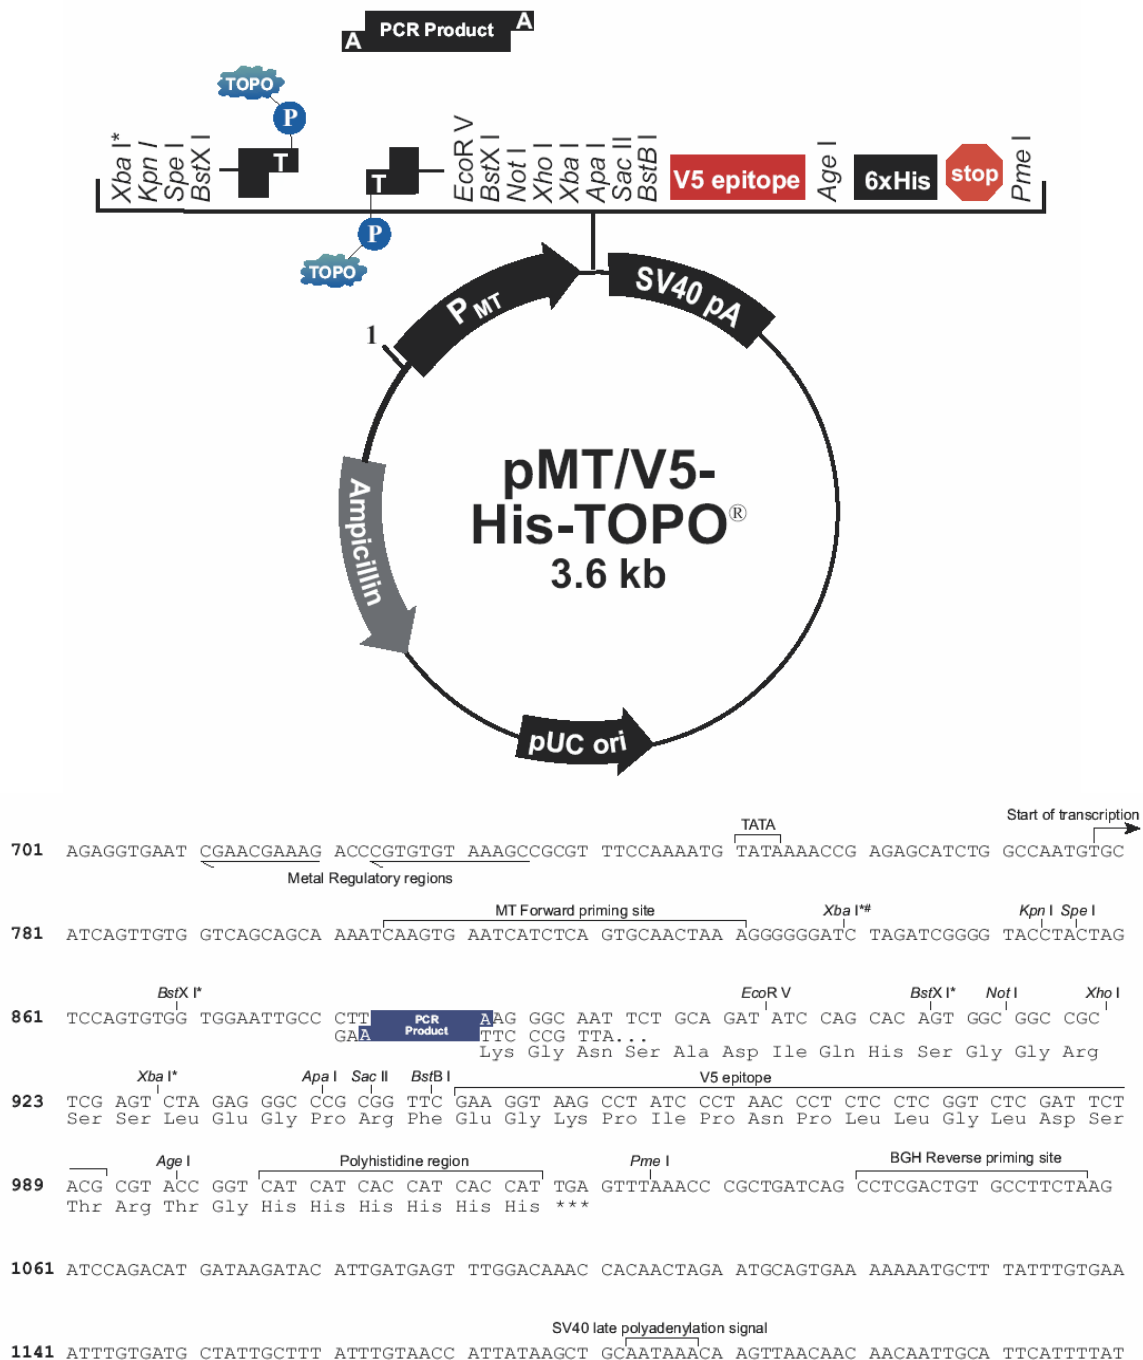 A PCR Product A
TOPO
P
T
T
P
TOPO
Xba I*
Kpn I
Spe I
BstX I
EcoR V
BstX I
Not I
Xho I
Xba I
Apa I
Sac II
BstB I
V5 epitope
Age I
6xHis
stop
Pme I
PMT
SV40 pA
1
Ampicillin
pUC ori
pMT/V5-
His-TOPO®
3.6 kb
TATA
Start of transcription
701 AGAGGTGAAT CGAACGAAAG ACCCGTGTGT AAAGCCGCGT TTCCAAAATG TATAAAACCG AGAGCATCTG GCCAATGTGC
Metal Regulatory regions
MT Forward priming site Xba I*# Kpn I Spe I
781 ATCAGTTGTG GTCAGCAGCA AAATCAAGTG AATCATCTCA GTGCAACTAA AGGGGGGATC TAGATCGGGG TACCTACTAG
BstX I* EcoR V BstX I* Not I Xho I
861 TCCAGTGTGG TGGAATTGCC CTT PCR Product AAG GGC AAT TCT GCA GAT ATC CAG CAC AGT GGC GGC CGC
GAA TTC CCG TTA...
Lys Gly Asn Ser Ala Asp Ile Gln His Ser Gly Gly Arg
Xba I* Apa I Sac II BstB I V5 epitope
923 TCG AGT CTA GAG GGC CCG CGG TTC GAA GGT AAG CCT ATC CCT AAC CCT CTC CTC GGT CTC GAT TCT
Ser Ser Leu Glu Gly Pro Arg Phe Glu Gly Lys Pro Ile Pro Asn Pro Leu Leu Gly Leu Asp Ser
Age I Polyhistidine region Pme I BGH Reverse priming site
989 ACG CGT ACC GGT CAT CAT CAC CAT CAC CAT TGA GTTTAAACCC GCTGATCAG CCTCGACTGT GCCTTCTAAG
Thr Arg Thr Gly His His His His His His ***
1061 ATCCAGACAT GATAAGATAC ATTGATGAGT TTGGACAAAC CACAACTAGA ATGCAGTGAA AAAAATGCTT TATTTGTGAA
SV40 late polyadenylation signal
1141 ATTTGTGATG CTATTGCTTT ATTTGTAACC ATTATAAGCT GCAATAAACA AGTTAACAAC AACAATTGCA TTCATTTTAT